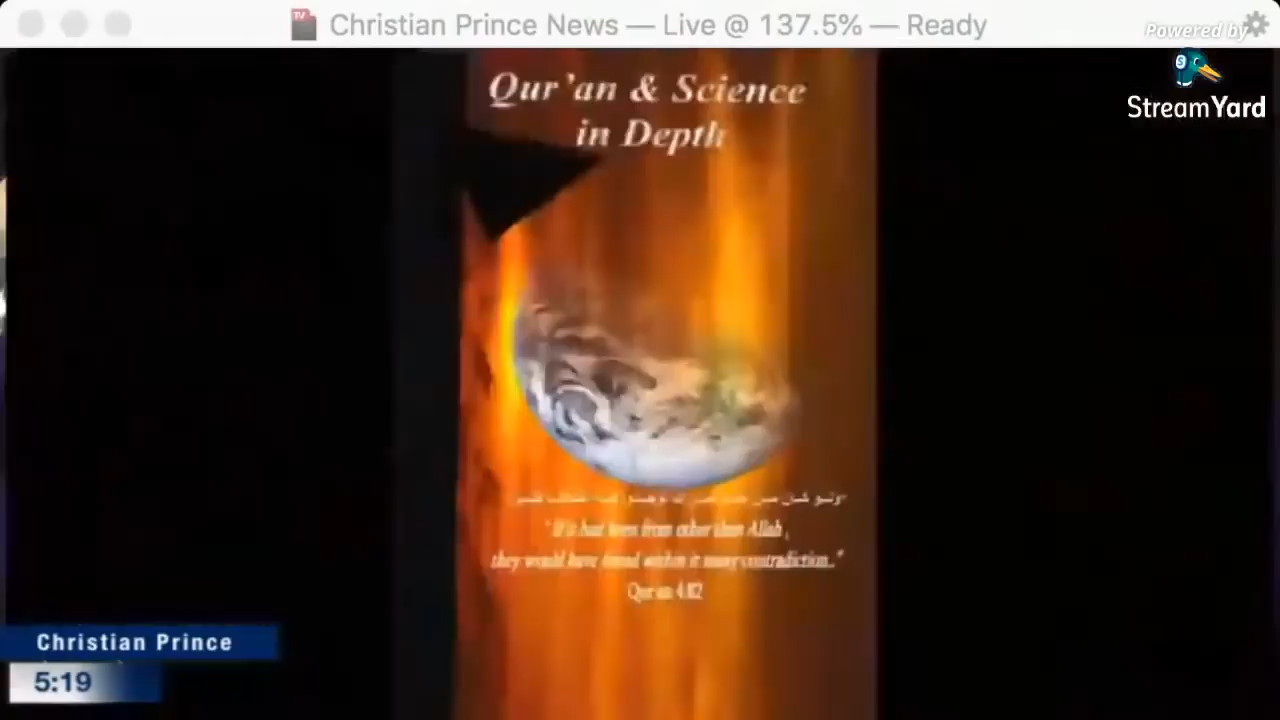 Christian Prince News — Live @ 137.5% — Ready
Powered by
StreamYard
Qur'an & Science
in Depth
"If it had been from other than Allah,
they would have found within it many contradiction.."
Qur'an 4:82
Christian Prince
5:19